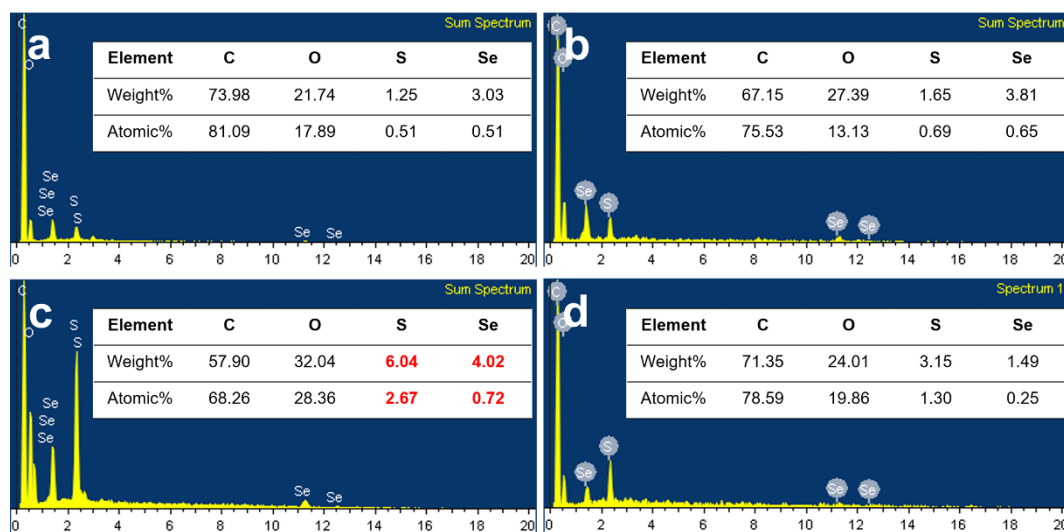 Sum Spectrum
a
C
O
Element C O S Se
Weight% 73.98 21.74 1.25 3.03
Atomic% 81.09 17.89 0.51 0.51
Se
Se
Se
S
S
Se Se
0 2 4 6 8 10 12 14 16 18 20
Sum Spectrum
b
C
O
Element C O S Se
Weight% 67.15 27.39 1.65 3.81
Atomic% 75.53 13.13 0.69 0.65
Se
S
Se Se
0 2 4 6 8 10 12 14 16 18 20
Sum Spectrum
c
C
O
Element C O S Se
Weight% 57.90 32.04 6.04 4.02
Atomic% 68.26 28.36 2.67 0.72
S
S
Se
Se
Se
Se Se
0 2 4 6 8 10 12 14 16 18 20
Spectrum 1
d
C
O
Element C O S Se
Weight% 71.35 24.01 3.15 1.49
Atomic% 78.59 19.86 1.30 0.25
S
Se
Se Se
0 2 4 6 8 10 12 14 16 18 20